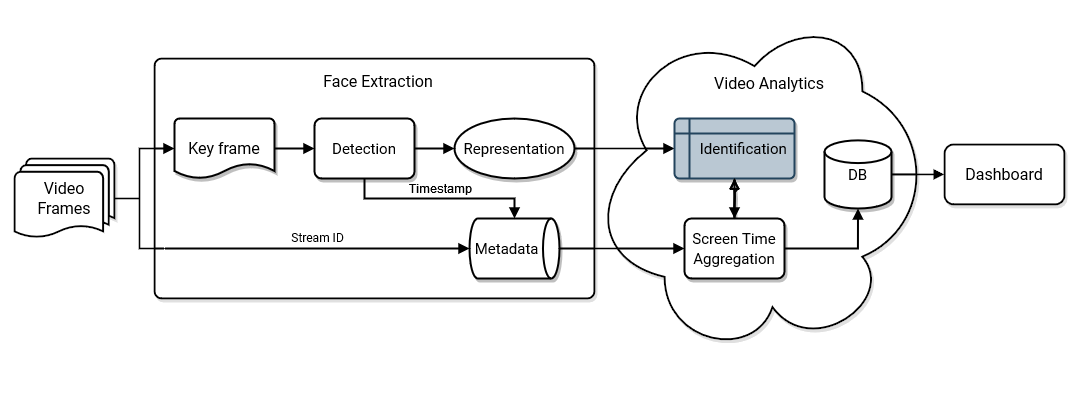 Face Extraction
Video Analytics
Key frame
Detection
Representation
Identification
Video
Frames
Timestamp
DB
Dashboard
Stream ID
Metadata
Screen Time
Aggregation